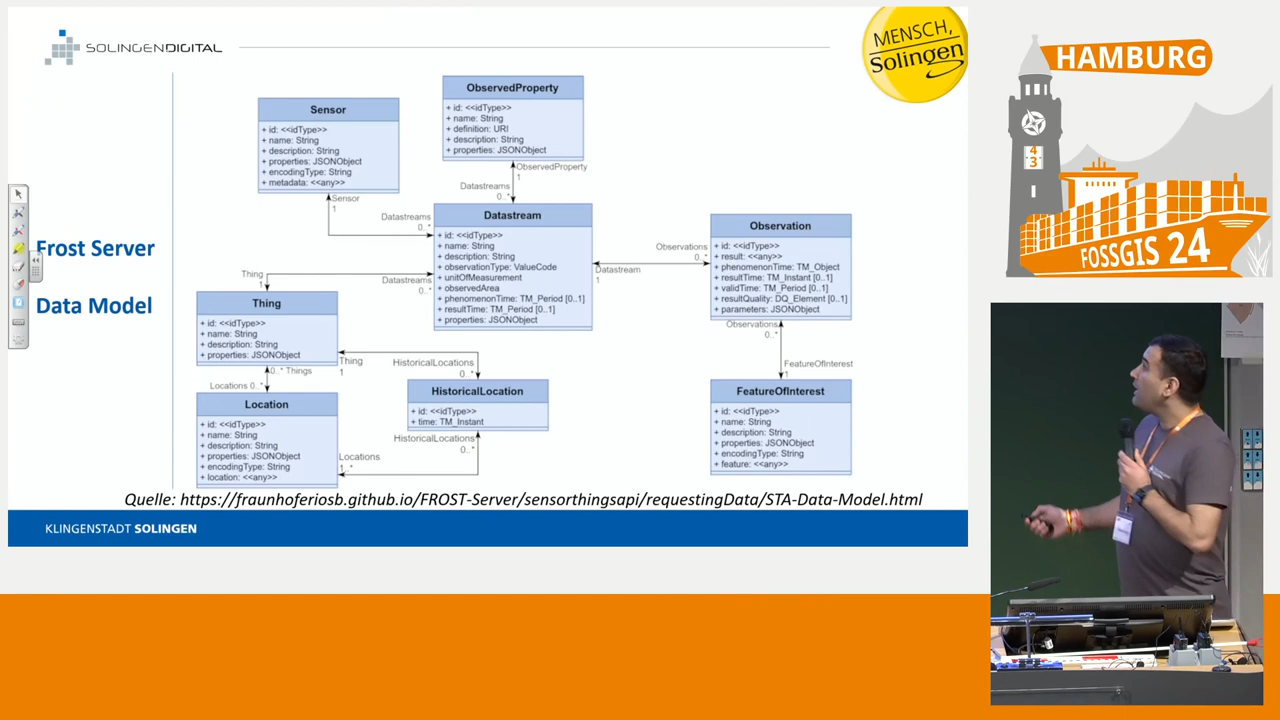 SOLINGENDIGITAL
MENSCH,
Solingen
HAMBURG
4
3
FOSSGIS 24
Frost Server
Data Model
ObservedProperty
+ id: <<idType>>
+ name: String
+ definition: URI
+ description: String
+ properties: JSONObject
Sensor
+ id: <<idType>>
+ name: String
+ description: String
+ properties: JSONObject
+ encodingType: String
+ metadata: <<any>>
ObservedProperty
1
Datastreams
0..*
Sensor
1
Datastreams
0..*
Datastream
+ id: <<idType>>
+ name: String
+ description: String
+ observationType: ValueCode
+ unitOfMeasurement
+ observedArea
+ phenomenonTime: TM_Period [0..1]
+ resultTime: TM_Period [0..1]
+ properties: JSONObject
Observations
0..*
Datastream
1
Observation
+ id: <<idType>>
+ result: <<any>>
+ phenomenonTime: TM_Object
+ resultTime: TM_Instant [0..1]
+ validTime: TM_Period [0..1]
+ resultQuality: DQ_Element [0..1]
+ parameters: JSONObject
Thing
1
Datastreams
0..*
Thing
+ id: <<idType>>
+ name: String
+ description: String
+ properties: JSONObject
Observations
0..*
FeatureOfInterest
1
Thing
1
HistoricalLocations
0..*
0..* Things
Locations 0..*
Location
+ id: <<idType>>
+ name: String
+ description: String
+ properties: JSONObject
+ encodingType: String
+ location: <<any>>
HistoricalLocation
+ id: <<idType>>
+ time: TM_Instant
HistoricalLocations
0..*
Locations
1..*
FeatureOfInterest
+ id: <<idType>>
+ name: String
+ description: String
+ properties: JSONObject
+ encodingType: String
+ feature: <<any>>
Quelle: https://fraunhoferiosb.github.io/FROST-Server/sensorthingsapi/requestingData/STA-Data-Model.html
KLINGENSTADT SOLINGEN